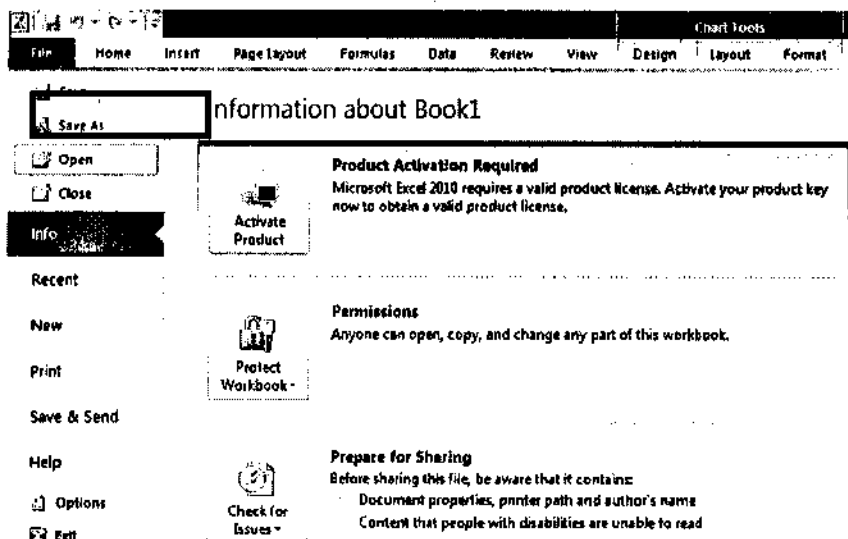 Chart Tools
File Home Insert Page Layout Formulas Data Review View Design Layout Format
Save
Save As
nformation about Book1
Open
Close
Info
Recent
New
Print
Save & Send
Help
Options
Exit
Activate
Product
Product Activation Required
Microsoft Excel 2010 requires a valid product license. Activate your product key
now to obtain a valid product license.
Protect
Workbook
Permissions
Anyone can open, copy, and change any part of this workbook.
Check for
Issues
Prepare for Sharing
Before sharing this file, be aware that it contains:
Document properties, printer path and author's name
Content that people with disabilities are unable to read